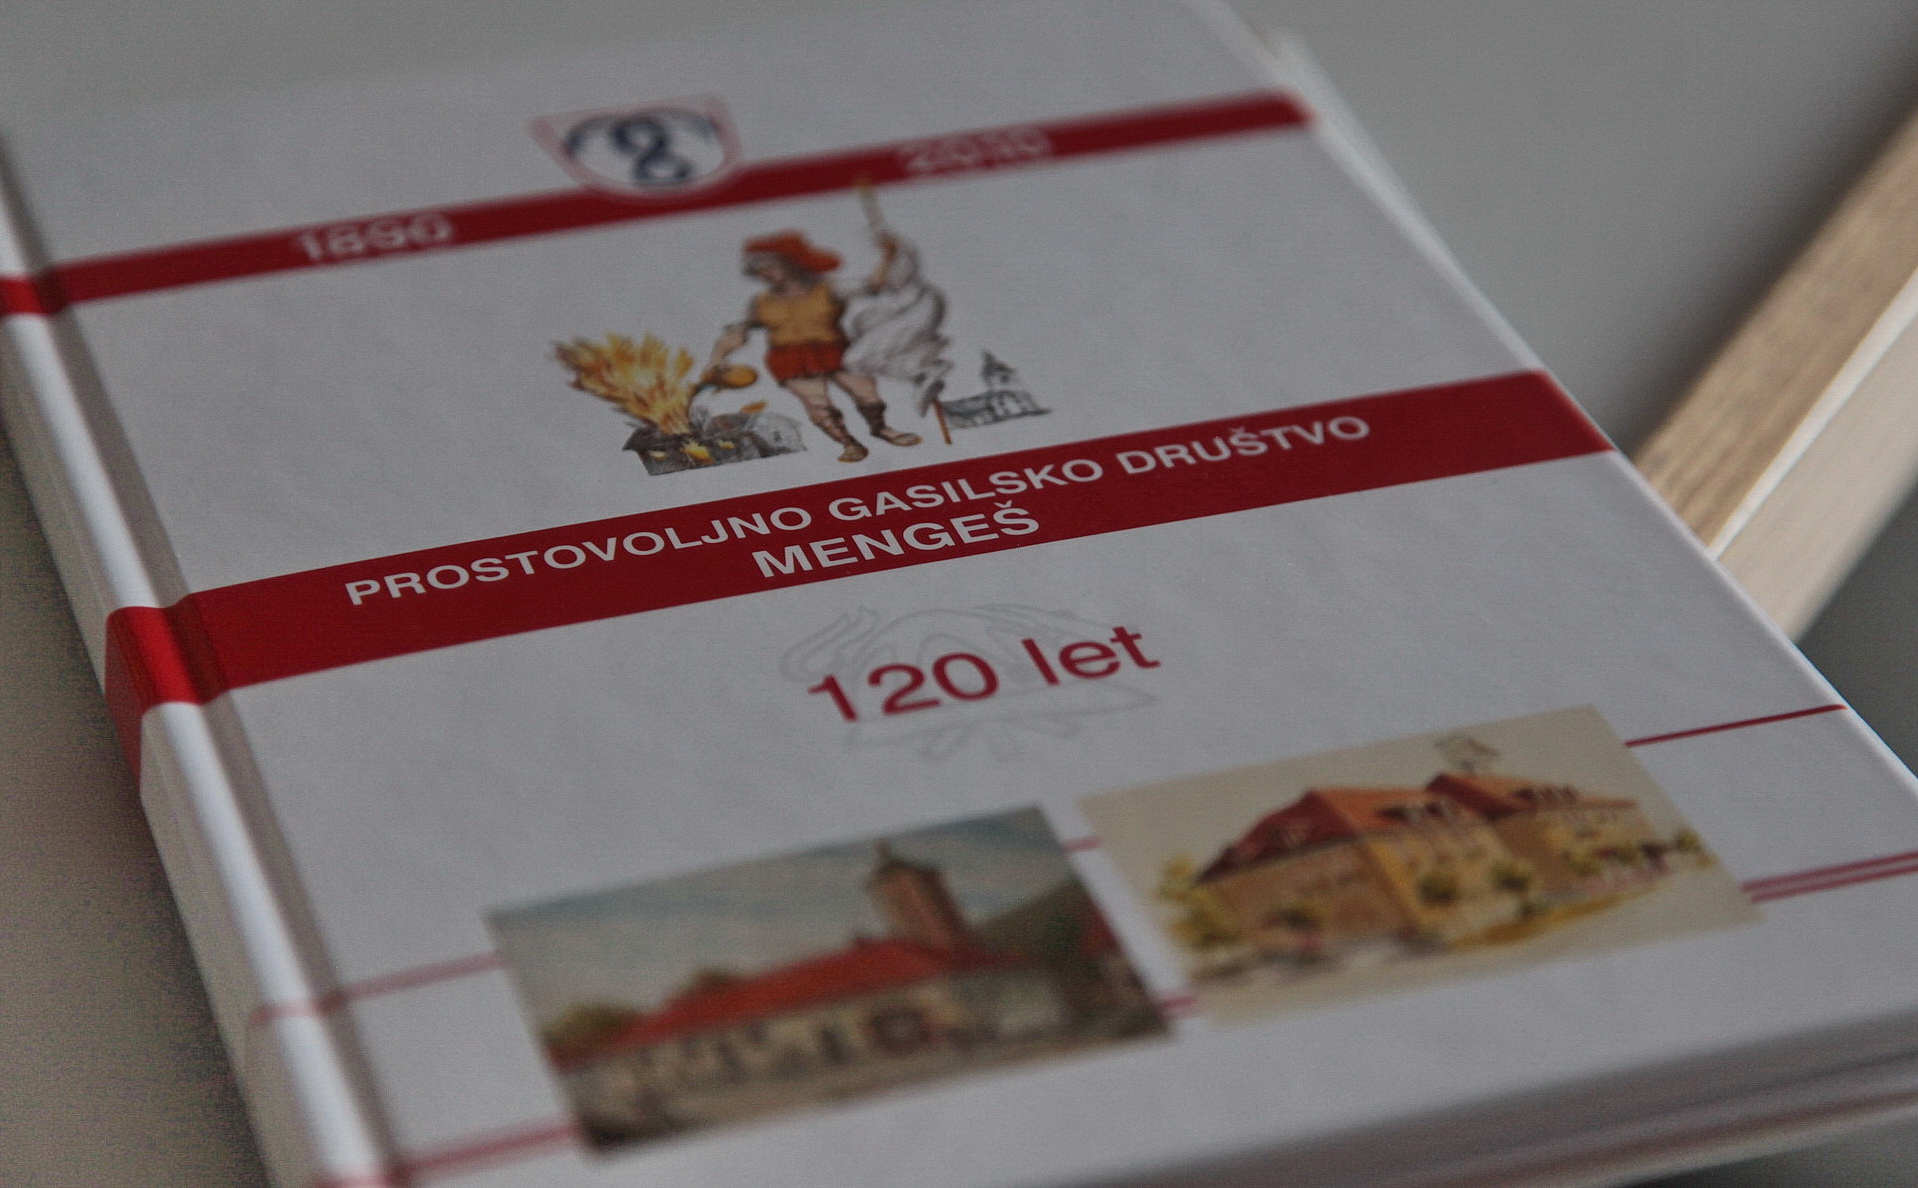 1890
2010
PROSTOVOLJNO GASILSKO DRUŠTVO
MENGEŠ
120 let